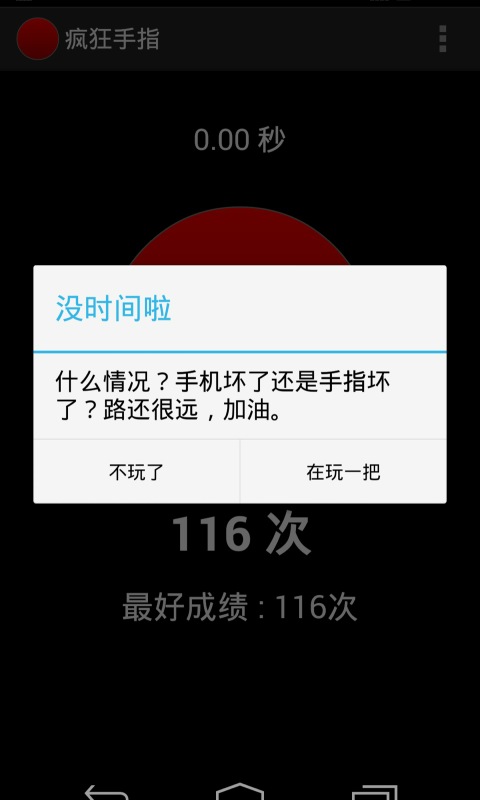 疯狂手指
0.00 秒
没时间啦
什么情况？手机坏了还是手指坏
了？路还很远，加油。
不玩了
在玩一把
116 次
最好成绩 : 116次